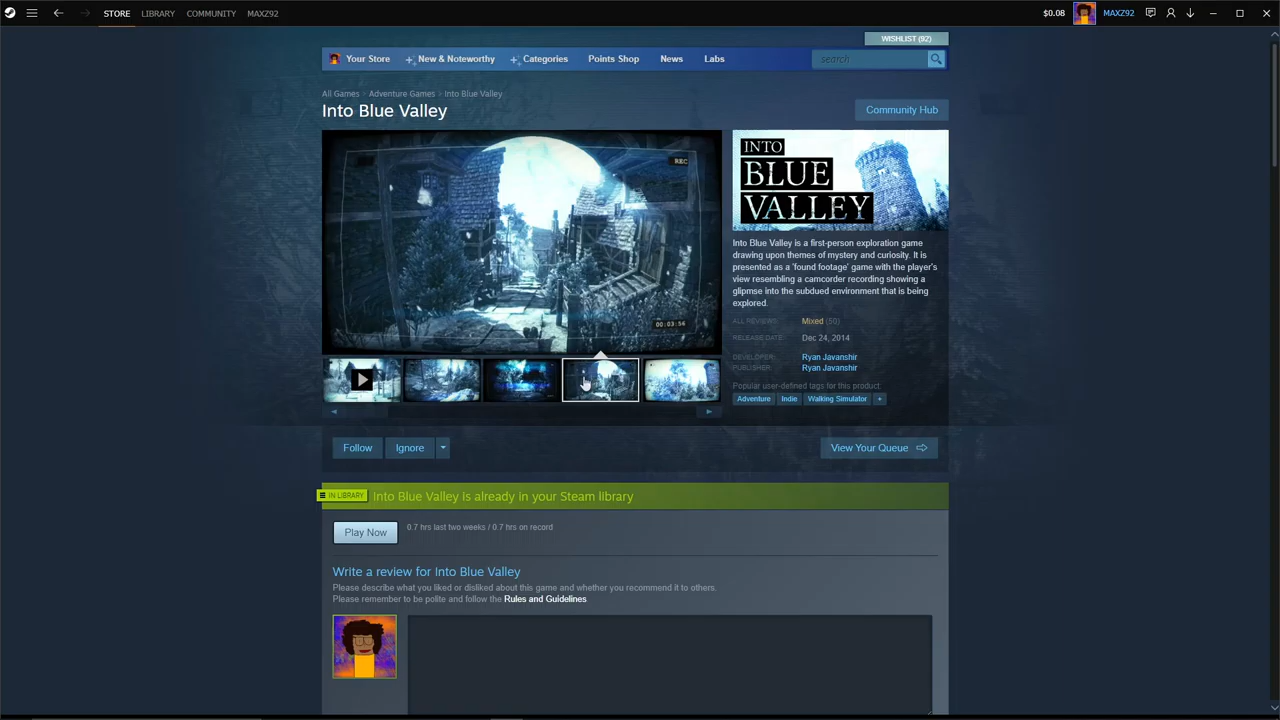 STORE LIBRARY COMMUNITY MAXZ92 $0.08 MAXZ92
WISHLIST (92)
Your Store New & Noteworthy Categories Points Shop News Labs search
All Games > Adventure Games > Into Blue Valley
Into Blue Valley
Community Hub
REC
00:03:54
INTO
BLUE
VALLEY
Into Blue Valley is a first-person exploration game
drawing upon themes of mystery and curiosity. It is
presented as a 'found footage' game with the player's
view resembling a camcorder recording showing a
glipmse into the subdued environment that is being
explored.
ALL REVIEWS: Mixed (50)
RELEASE DATE: Dec 24, 2014
DEVELOPER: Ryan Javanshir
PUBLISHER: Ryan Javanshir
Popular user-defined tags for this product:
Adventure Indie Walking Simulator +
Follow Ignore View Your Queue
IN LIBRARY Into Blue Valley is already in your Steam library
Play Now 0.7 hrs last two weeks / 0.7 hrs on record
Write a review for Into Blue Valley
Please describe what you liked or disliked about this game and whether you recommend it to others.
Please remember to be polite and follow the Rules and Guidelines